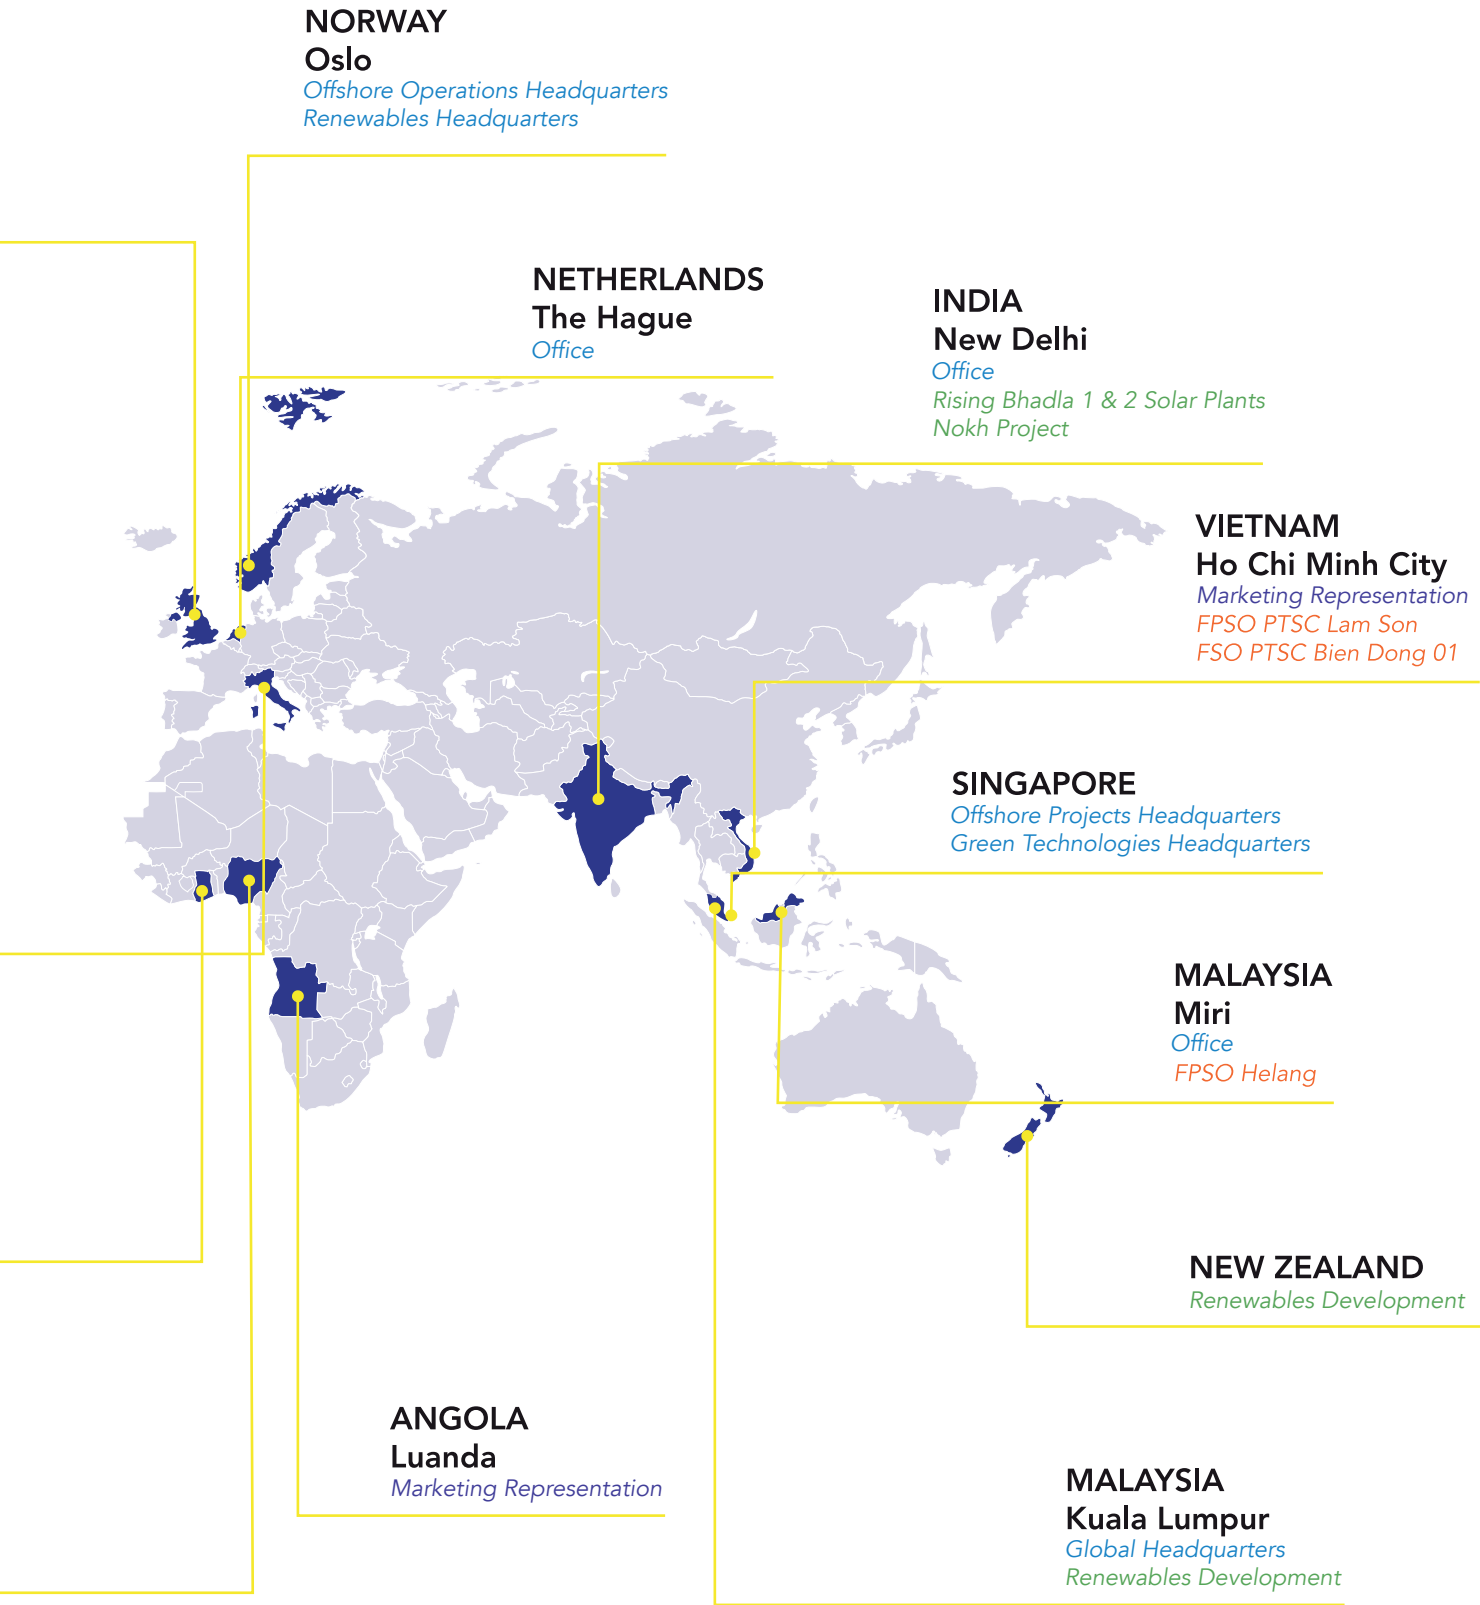 NORWAY
Oslo
Offshore Operations Headquarters
Renewables Headquarters
NETHERLANDS
The Hague
Office
INDIA
New Delhi
Office
Rising Bhadla 1 & 2 Solar Plants
Nokh Project
VIETNAM
Ho Chi Minh City
Marketing Representation
FPSO PTSC Lam Son
FSO PTSC Bien Dong 01
SINGAPORE
Offshore Projects Headquarters
Green Technologies Headquarters
MALAYSIA
Miri
Office
FPSO Helang
NEW ZEALAND
Renewables Development
ANGOLA
Luanda
Marketing Representation
MALAYSIA
Kuala Lumpur
Global Headquarters
Renewables Development